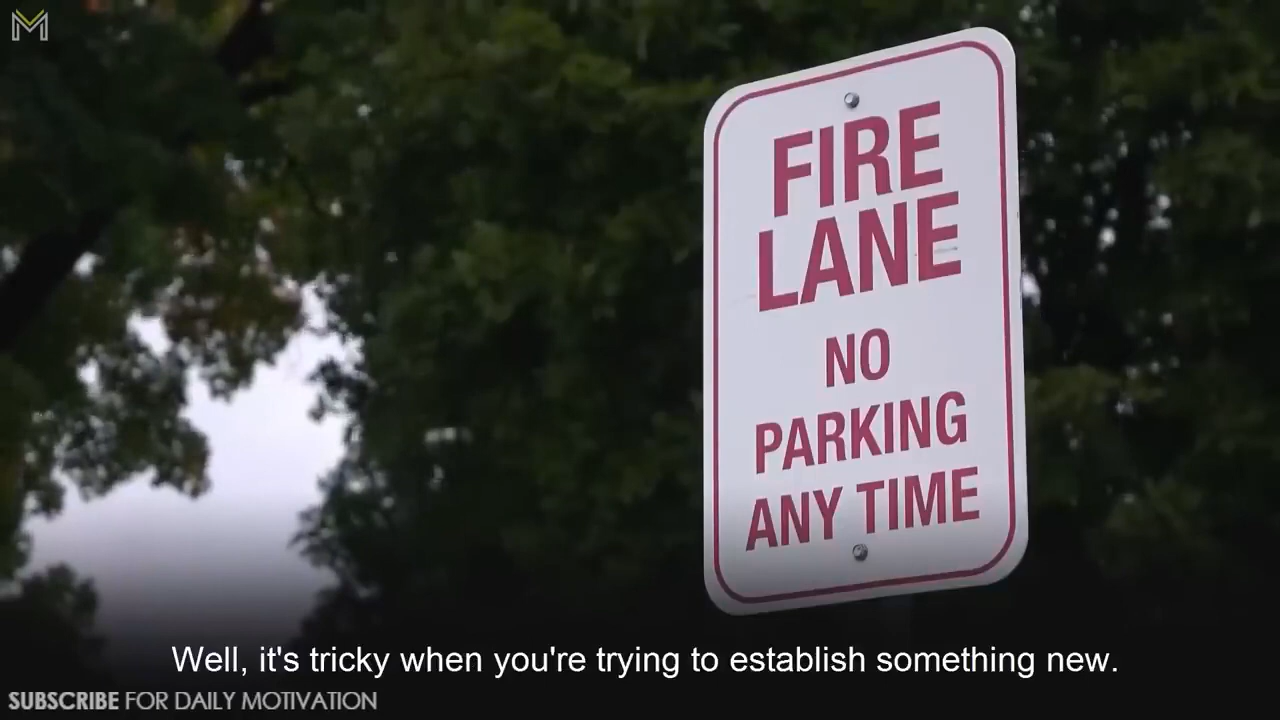 M
FIRE
LANE
NO
PARKING
ANY TIME
Well, it's tricky when you're trying to establish something new.
SUBSCRIBE FOR DAILY MOTIVATION